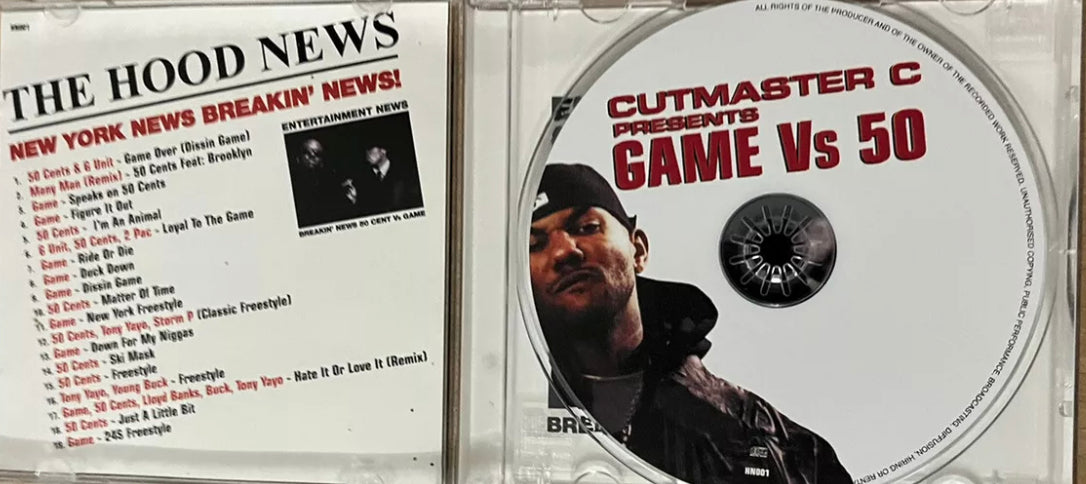 HN001
THE HOOD NEWS
NEW YORK NEWS BREAKIN' NEWS!
ENTERTAINMENT NEWS
BREAKIN' NEWS 50 CENT Vs GAME
1. 50 Cents & G Unit - Game Over (Dissin Game)
2. Many Man (Remix) - 50 Cents Feat: Brooklyn
3. Game - Speaks on 50 Cents
4. Game - Figure It Out
5. 50 Cents - I'm An Animal
6. G Unit, 50 Cents, 2 Pac - Loyal To The Game
7. Game - Ride Or Die
8. Game - Duck Down
9. Game - Dissin Game
10. 50 Cents - Matter Of Time
11. Game - New York Freestyle
12. 50 Cents, Tony Yayo, Storm P (Classic Freestyle)
13. Game - Down For My Niggas
14. 50 Cents - Ski Mask
15. 50 Cents - Freestyle
16. Tony Yayo, Young Buck - Freestyle
17. Game, 50 Cents, Lloyd Banks, Buck, Tony Yayo - Hate It Or Love It (Remix)
18. 50 Cents - Just A Little Bit
19. Game - 245 Freestyle
CUTMASTER C
PRESENTS
GAME Vs 50
ALL RIGHTS OF THE PRODUCER AND OF THE OWNER OF THE RECORDED WORK RESERVED. UNAUTHORISED COPYING, PUBLIC PERFORMANCE, BROADCASTING, DIFFUSION, HIRING OR
HN001